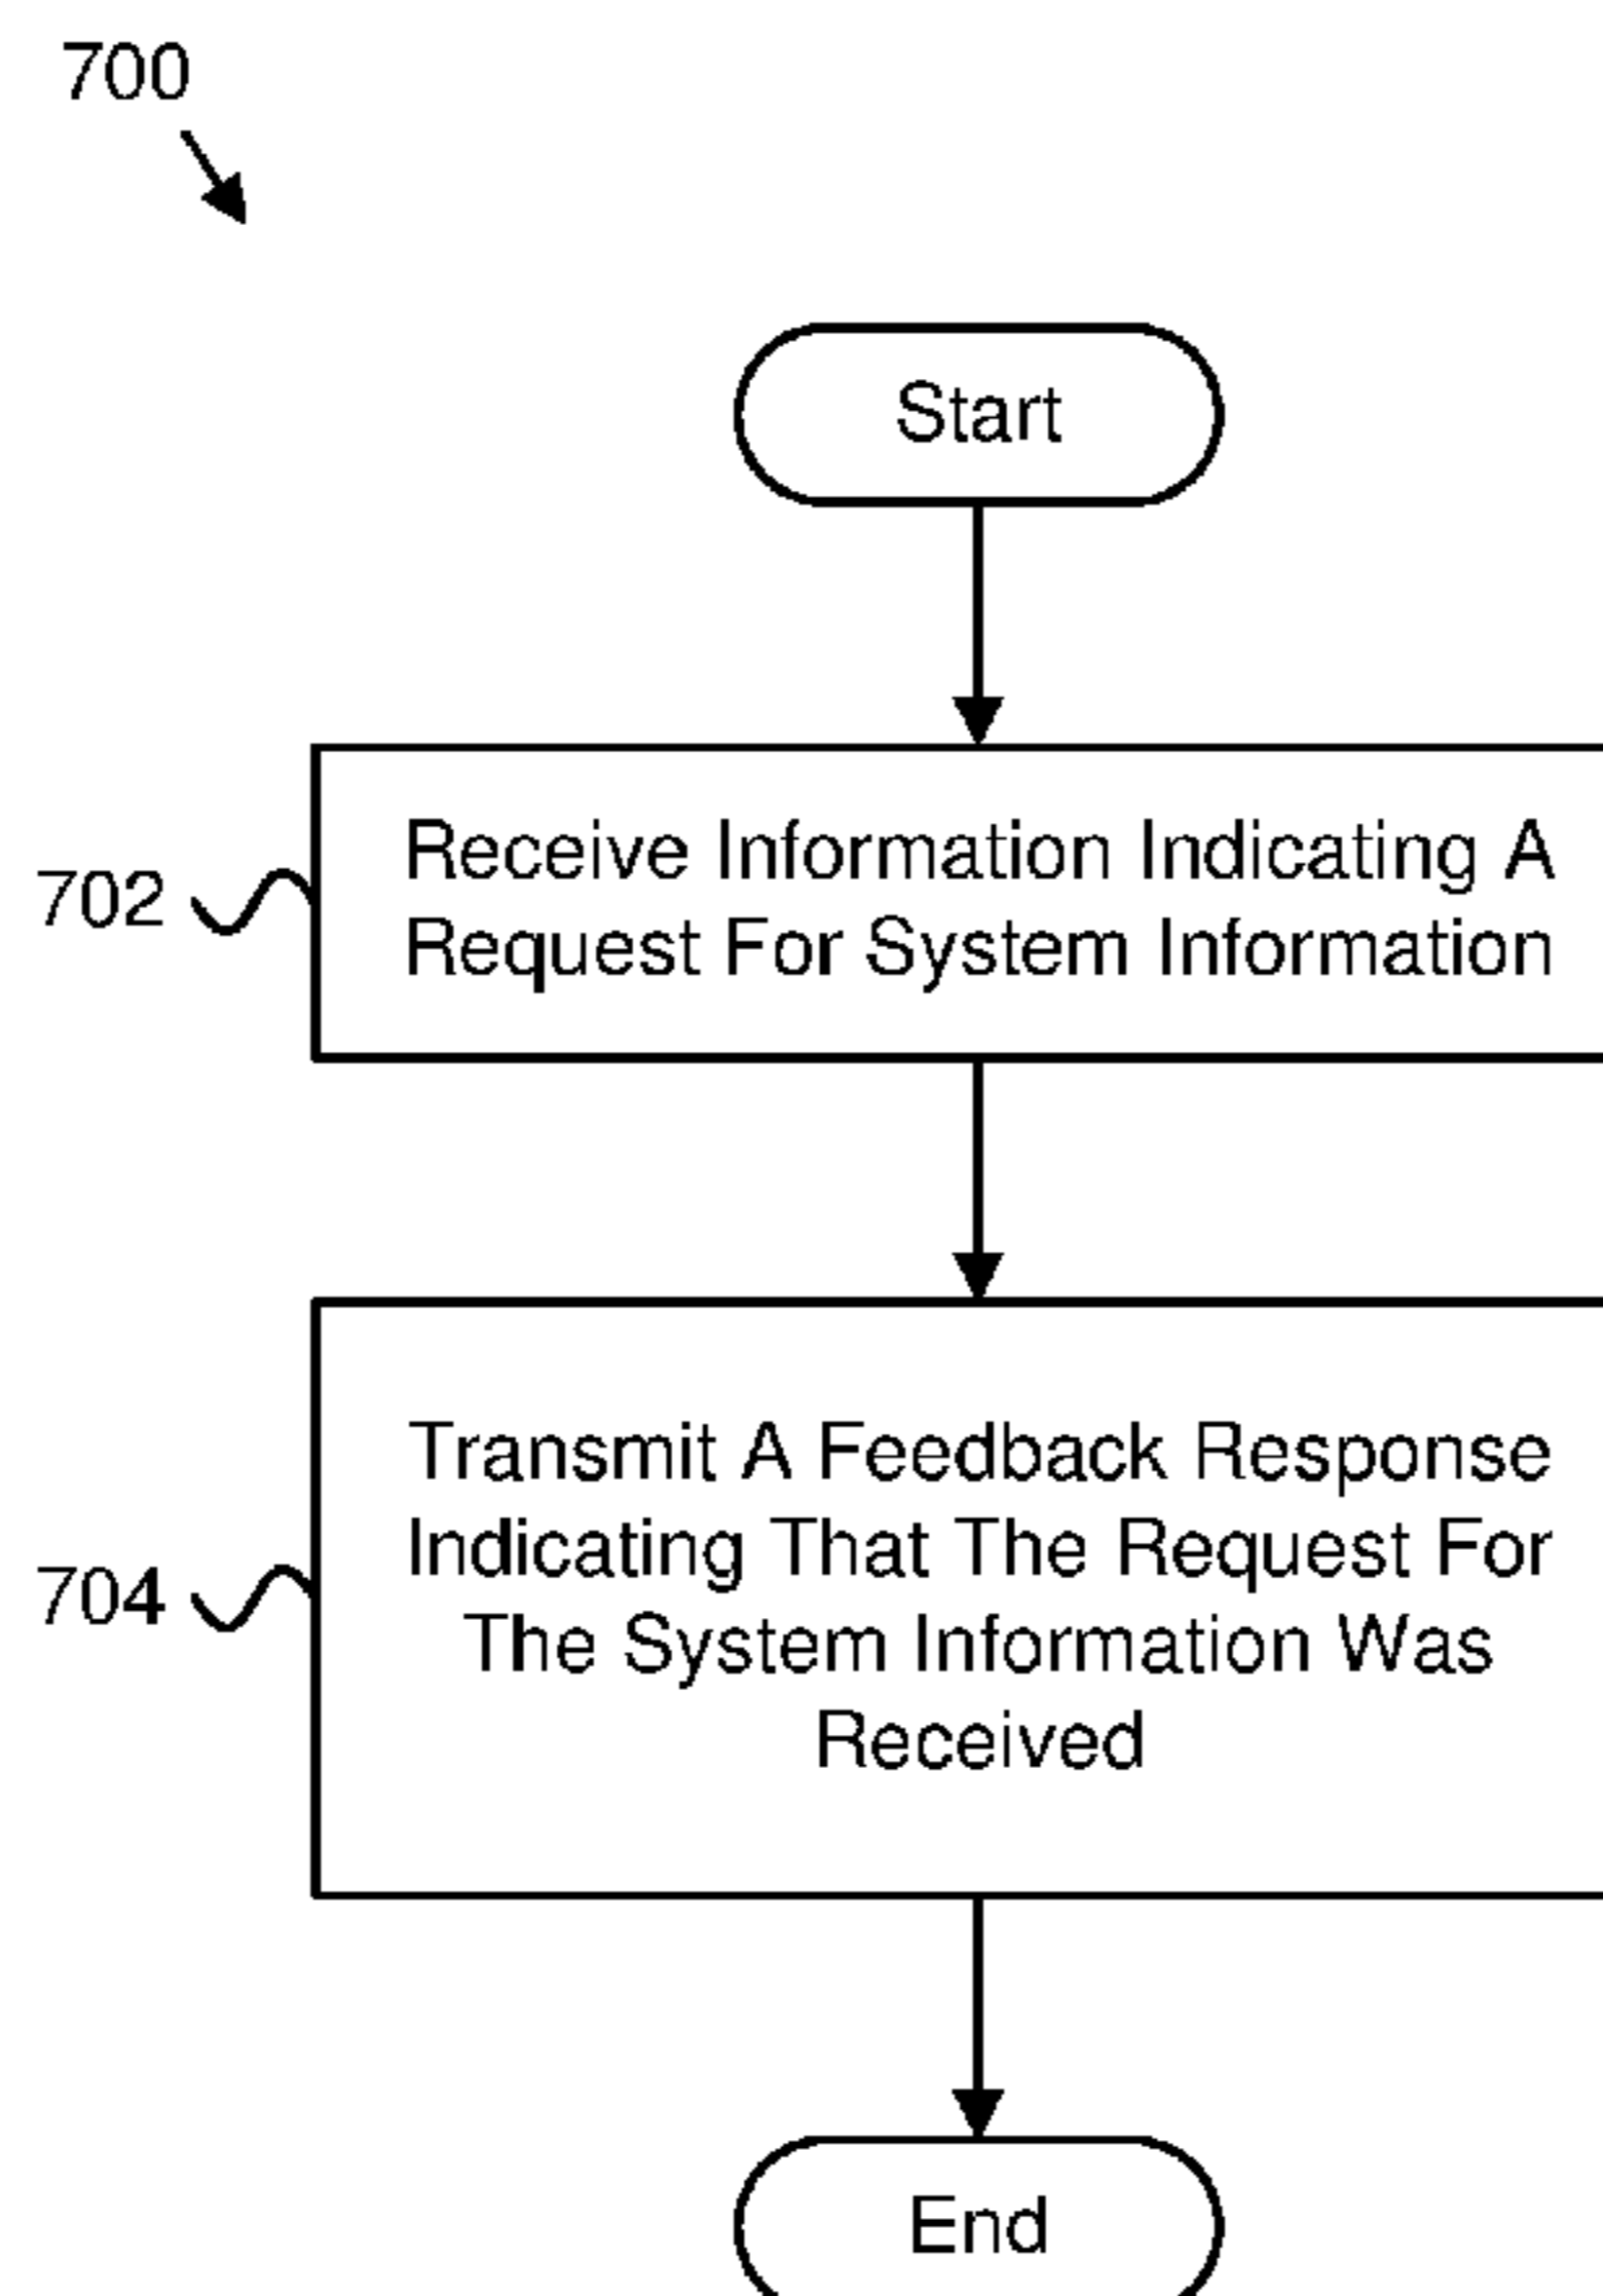 700
Start
702
Receive Information Indicating A
Request For System Information
704
Transmit A Feedback Response
Indicating That The Request For
The System Information Was
Received
End